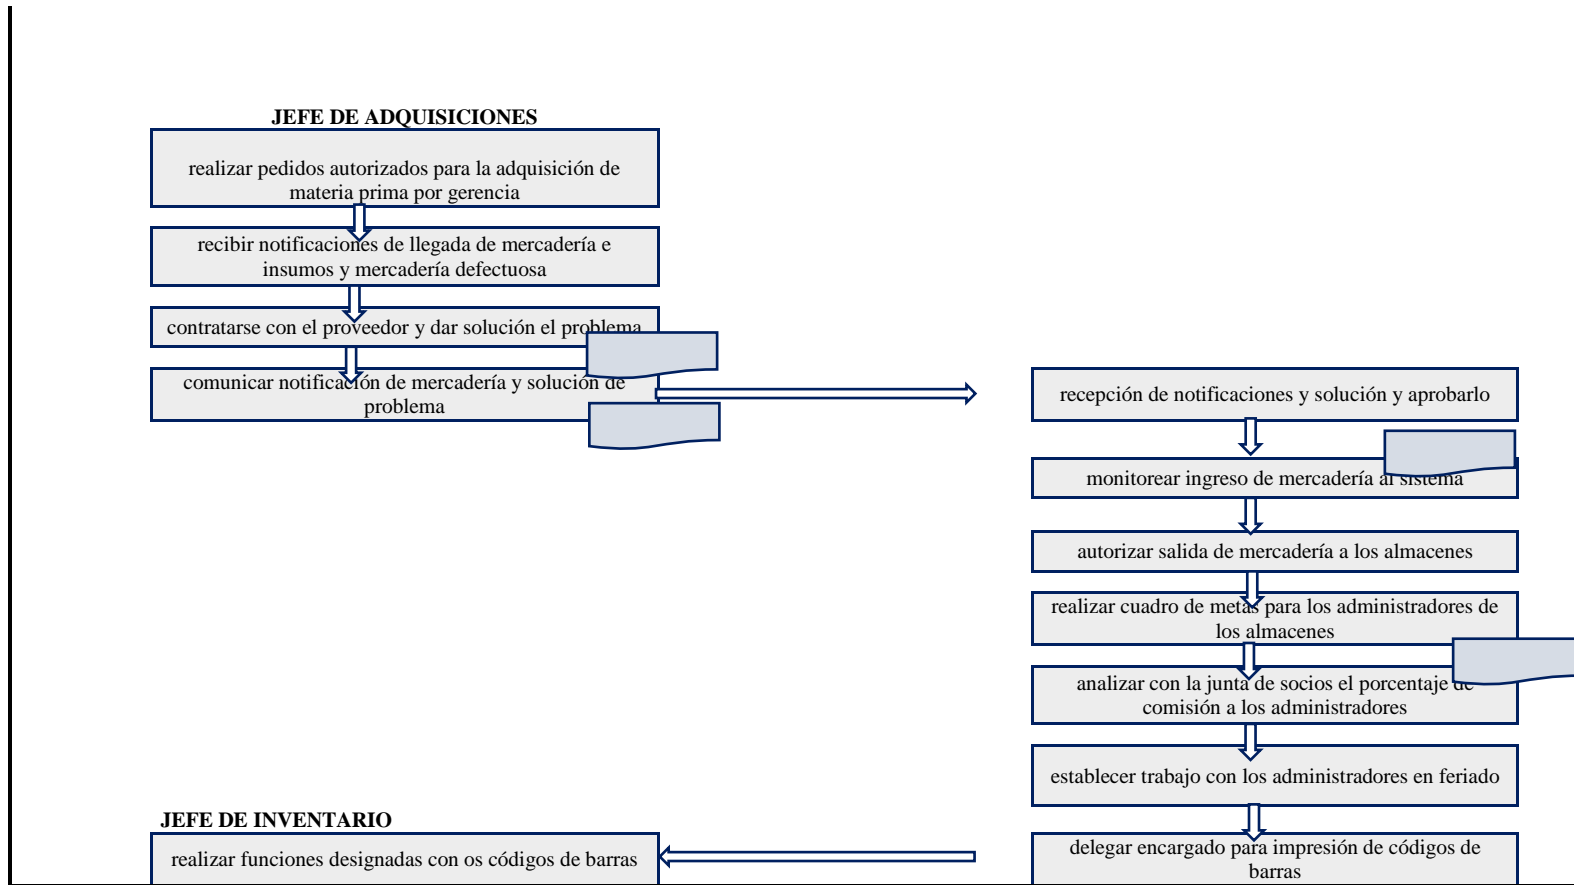 JEFE DE ADQUISICIONES
realizar pedidos autorizados para la adquisición de
materia prima por gerencia
recibir notificaciones de llegada de mercadería e
insumos y mercadería defectuosa
contratarse con el proveedor y dar solución el problema
comunicar notificación de mercadería y solución de
problema
recepción de notificaciones y solución y aprobarlo
monitorear ingreso de mercadería al sistema
autorizar salida de mercadería a los almacenes
realizar cuadro de metas para los administradores de
los almacenes
analizar con la junta de socios el porcentaje de
comisión a los administradores
establecer trabajo con los administradores en feriado
delegar encargado para impresión de códigos de
barras
JEFE DE INVENTARIO
realizar funciones designadas con os códigos de barras